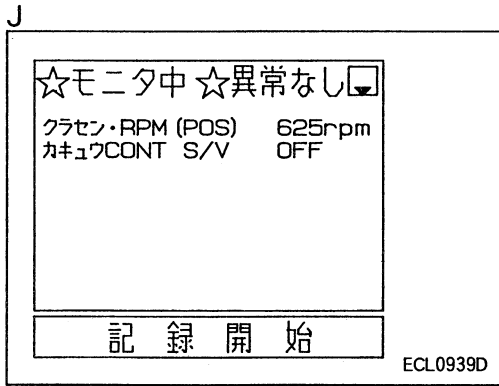 J
☆モニタ中 ☆異常なし
クラセン・RPM (POS) 625rpm
カキュウCONT S/V OFF
記録開始
ECL0939D